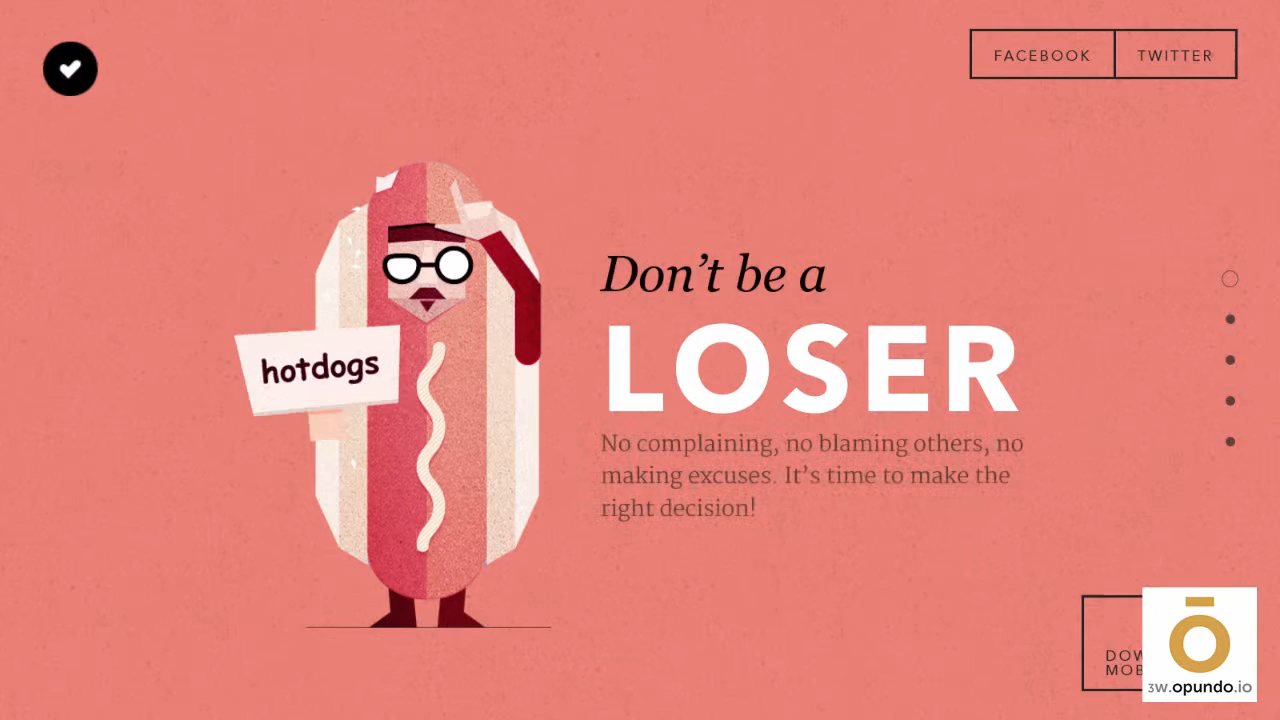 FACEBOOK
TWITTER
Don’t be a
LOSER
hotdogs
No complaining, no blaming others, no
making excuses. It’s time to make the
right decision!
3w.opundo.io